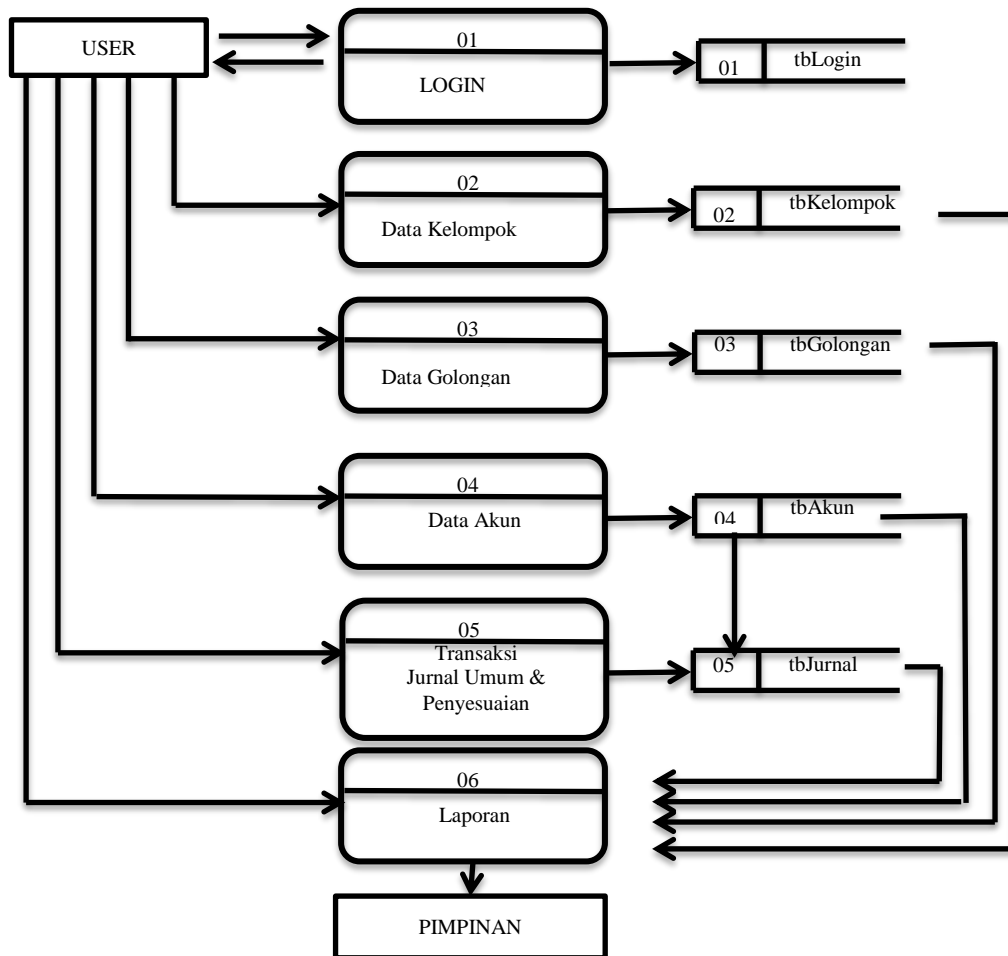 USER
01
LOGIN
01
tbLogin
02
Data Kelompok
02
tbKelompok
03
Data Golongan
03
tbGolongan
04
Data Akun
04
tbAkun
05
Transaksi
Jurnal Umum &
Penyesuaian
05
tbJurnal
06
Laporan
PIMPINAN